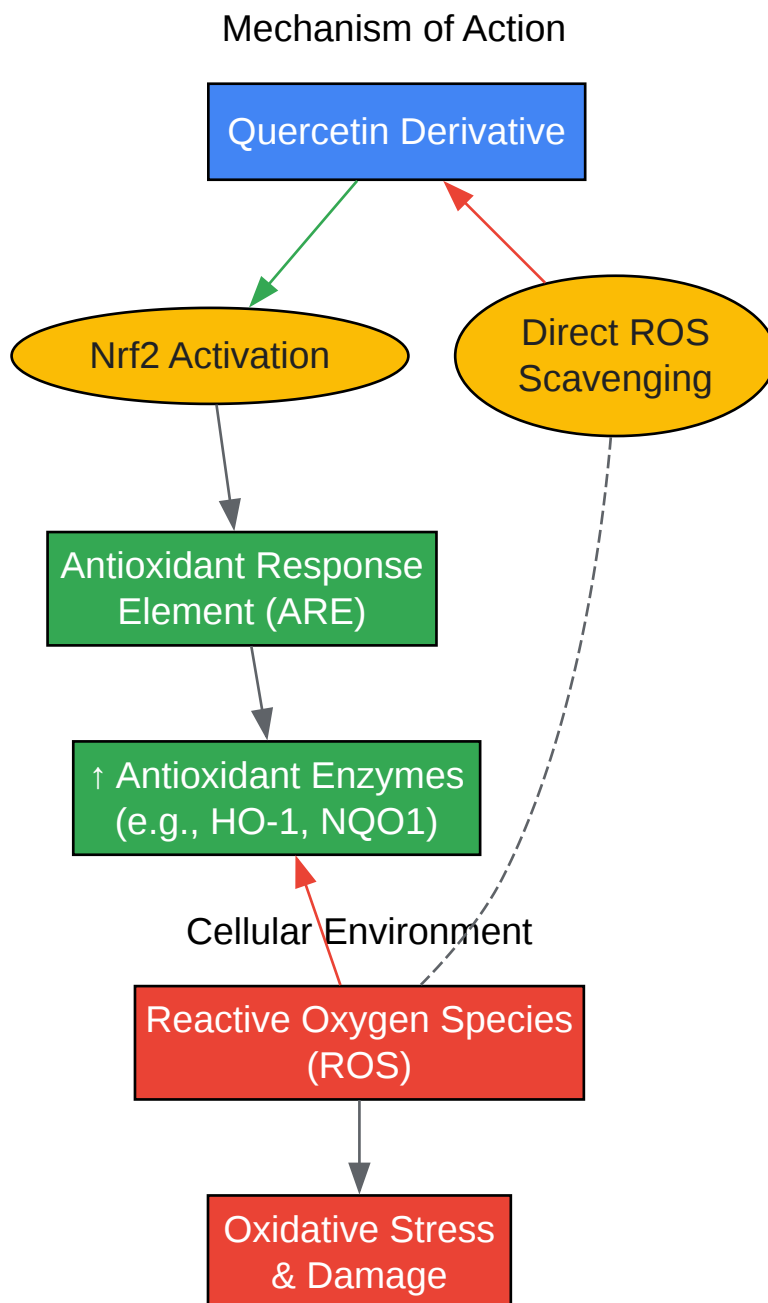 Mechanism of Action
Quercetin Derivative
Nrf2 Activation
Direct ROS
Scavenging
Antioxidant Response
Element (ARE)
↑ Antioxidant Enzymes
(e.g., HO-1, NQO1)
Cellular Environment
Reactive Oxygen Species
(ROS)
Oxidative Stress
& Damage